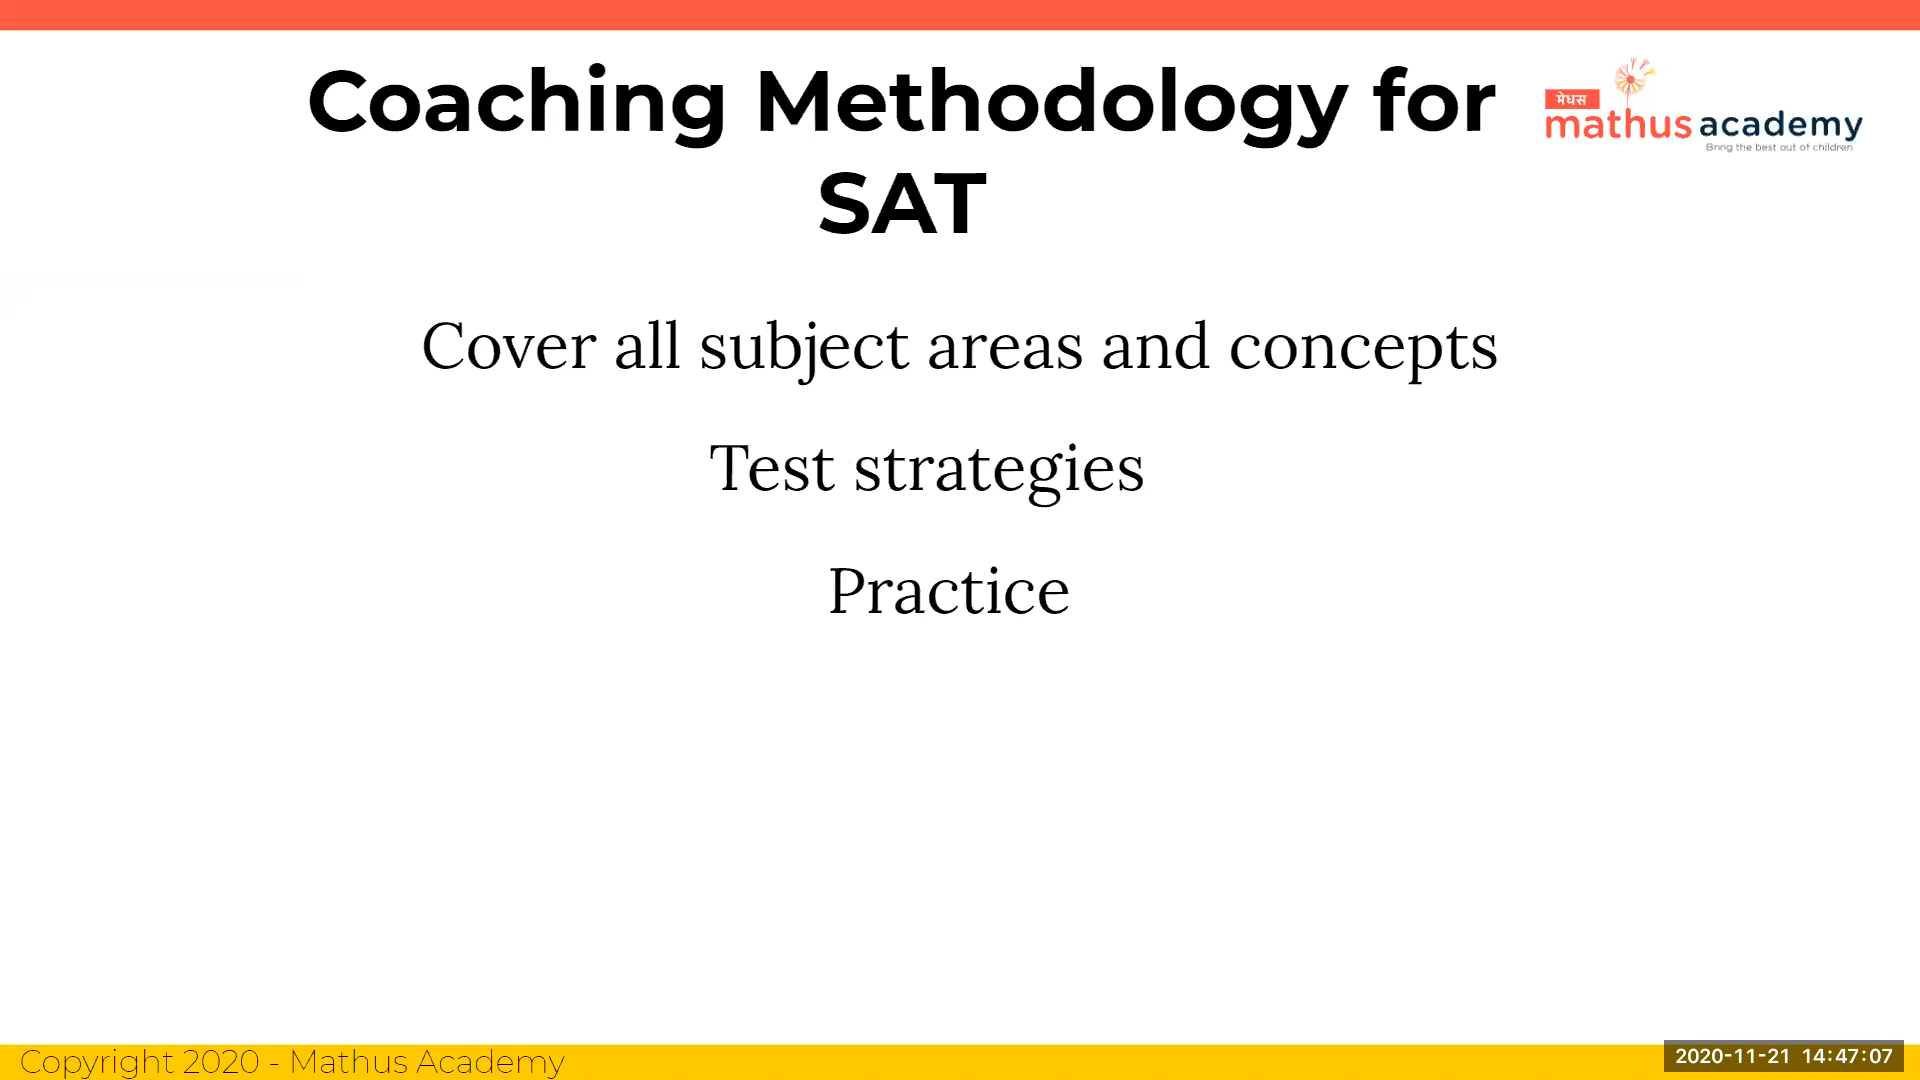 Coaching Methodology for
SAT
मेधस
mathus academy
Bring the best out of children
Cover all subject areas and concepts
Test strategies
Practice
Copyright 2020 - Mathus Academy
2020-11-21 14:47:07